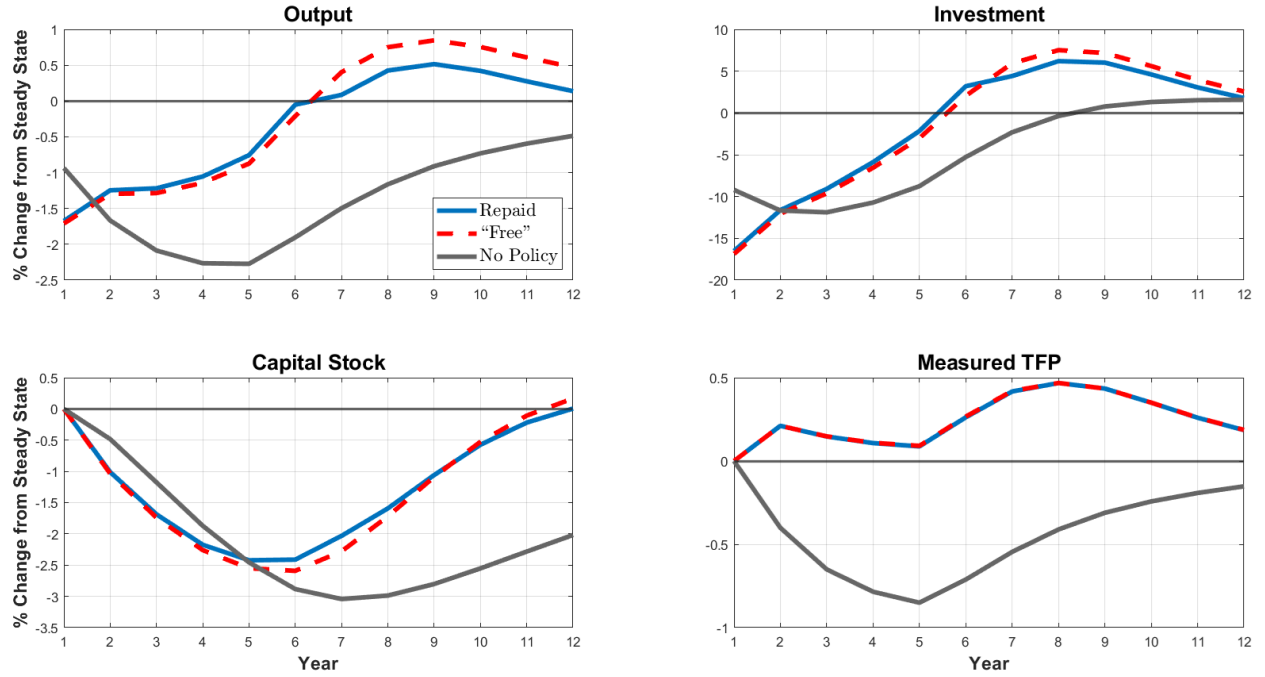 Output
% Change from Steady State
1
0.5
0
-0.5
-1
-1.5
-2
-2.5
1 2 3 4 5 6 7 8 9 10 11 12
Repaid
“Free”
No Policy
Investment
10
5
0
-5
-10
-15
-20
1 2 3 4 5 6 7 8 9 10 11 12
Capital Stock
% Change from Steady State
0.5
0
-0.5
-1
-1.5
-2
-2.5
-3
-3.5
1 2 3 4 5 6 7 8 9 10 11 12
Year
Measured TFP
0.5
0
-0.5
-1
1 2 3 4 5 6 7 8 9 10 11 12
Year